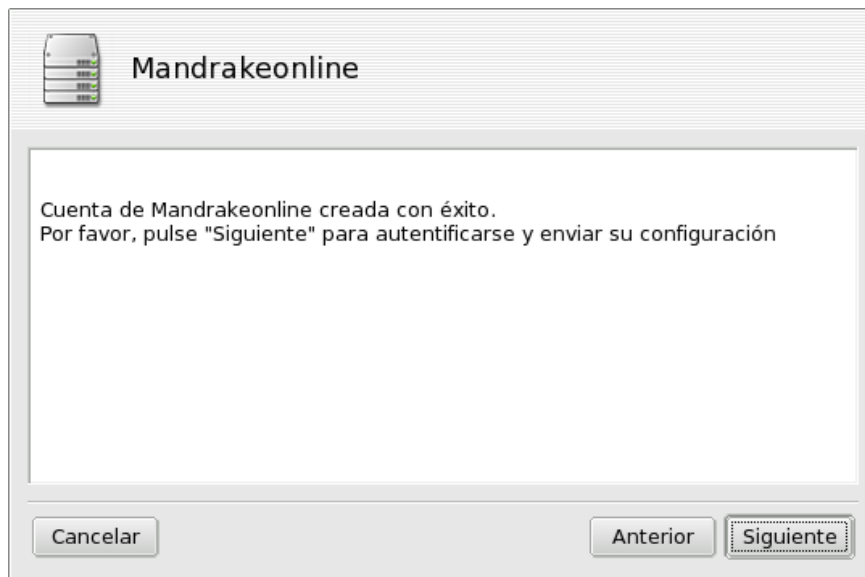 Mandrakeonline
Cuenta de Mandrakeonline creada con éxito.
Por favor, pulse "Siguiente" para autentificarse y enviar su configuración
Cancelar
Anterior
Siguiente